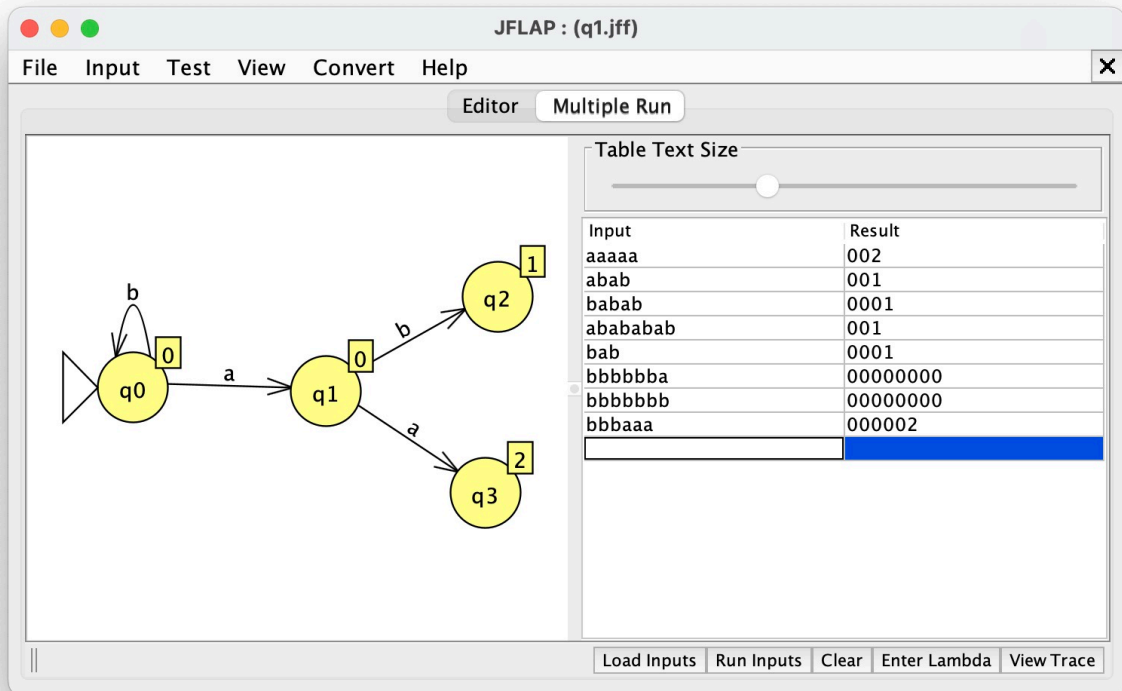 JFLAP : (q1.jff)
File Input Test View Convert Help
Editor Multiple Run
Table Text Size
Input Result
aaaaa 002
abab 001
babab 0001
abababab 001
bab 0001
bbbbbba 00000000
bbbbbbb 00000000
bbbaaa 000002
b
q0 0
a
q1 0
b
q2 1
a
q3 2
Load Inputs Run Inputs Clear Enter Lambda View Trace